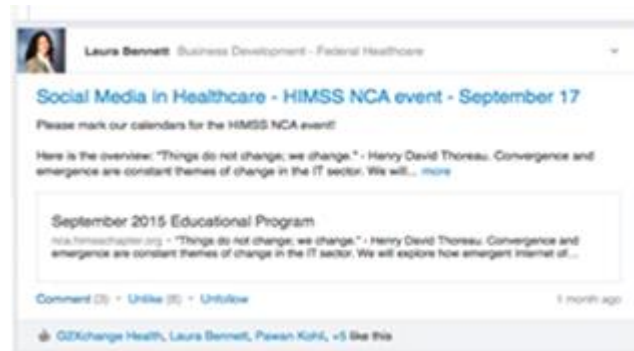 Laura Bennett Business Development - Federal Healthcare
Social Media in Healthcare - HIMSS NCA event - September 17
Please mark our calendars for the HIMSS NCA event!
Here is the overview: "Things do not change; we change." - Henry David Thoreau. Convergence and
emergence are constant themes of change in the IT sector. We will... more
September 2015 Educational Program
nca.himsschapter.org • "Things do not change; we change." - Henry David Thoreau. Convergence and
emergence are constant themes of change in the IT sector. We will explore how emergent internet of...
Comment (3) • Unlike (8) • Unfollow 1 month ago
G2Xchange Health, Laura Bennett, Pawan Kohli, +5 like this